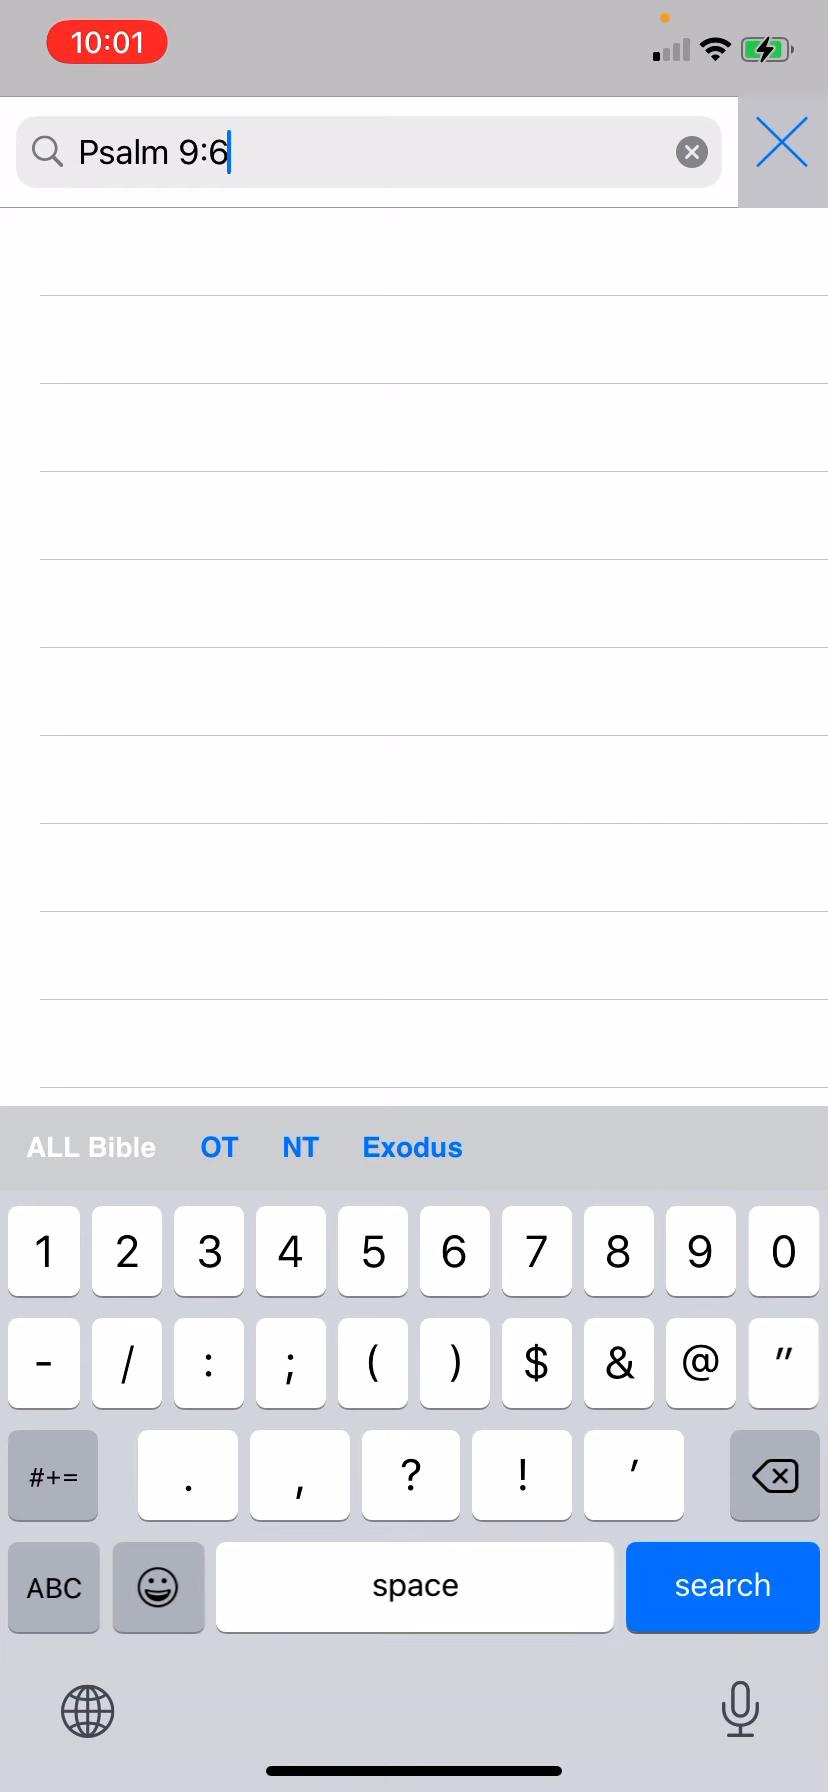 10:01
Psalm 9:6
ALL Bible OT NT Exodus
1 2 3 4 5 6 7 8 9 0
- / : ; ( ) $ & @ "
#+= . , ? ! '
ABC space search